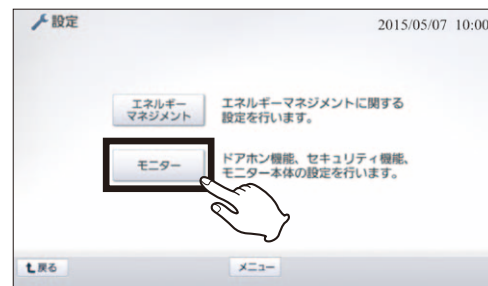 設定
2015/05/07 10:00
エネルギー
マネジメント
エネルギーマネジメントに関する
設定を行います。
モニター
ドアホン機能、セキュリティ機能、
モニター本体の設定を行います。
戻る
メニュー